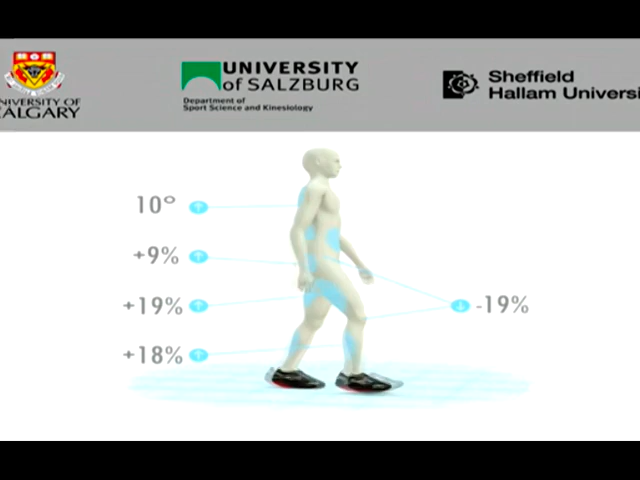 UNIVERSITY OF
CALGARY
UNIVERSITY
of SALZBURG
Department of
Sport Science and Kinesiology
Sheffield
Hallam Universi
10°
+9%
+19%
+18%
-19%